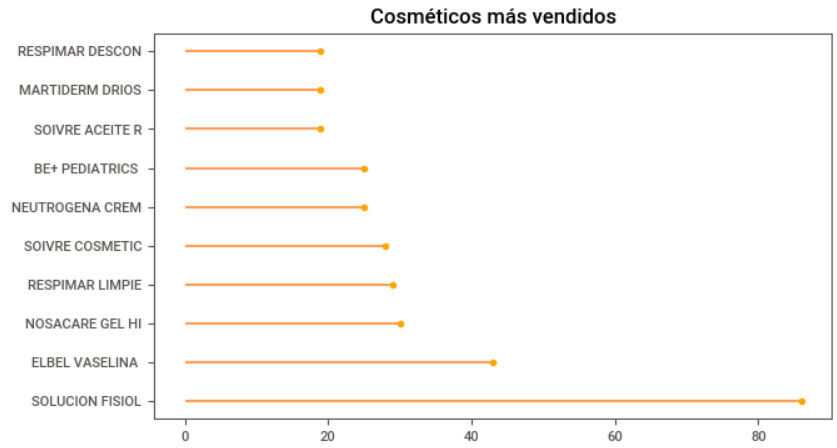 Cosméticos más vendidos
RESPIMAR DESCON
MARTIDERM DRIOS
SOIVRE ACEITE R
BE+ PEDIATRICS
NEUTROGENA CREM
SOIVRE COSMETIC
RESPIMAR LIMPIE
NOSACARE GEL HI
ELBEL VASELINA
SOLUCION FISIOL
0 20 40 60 80